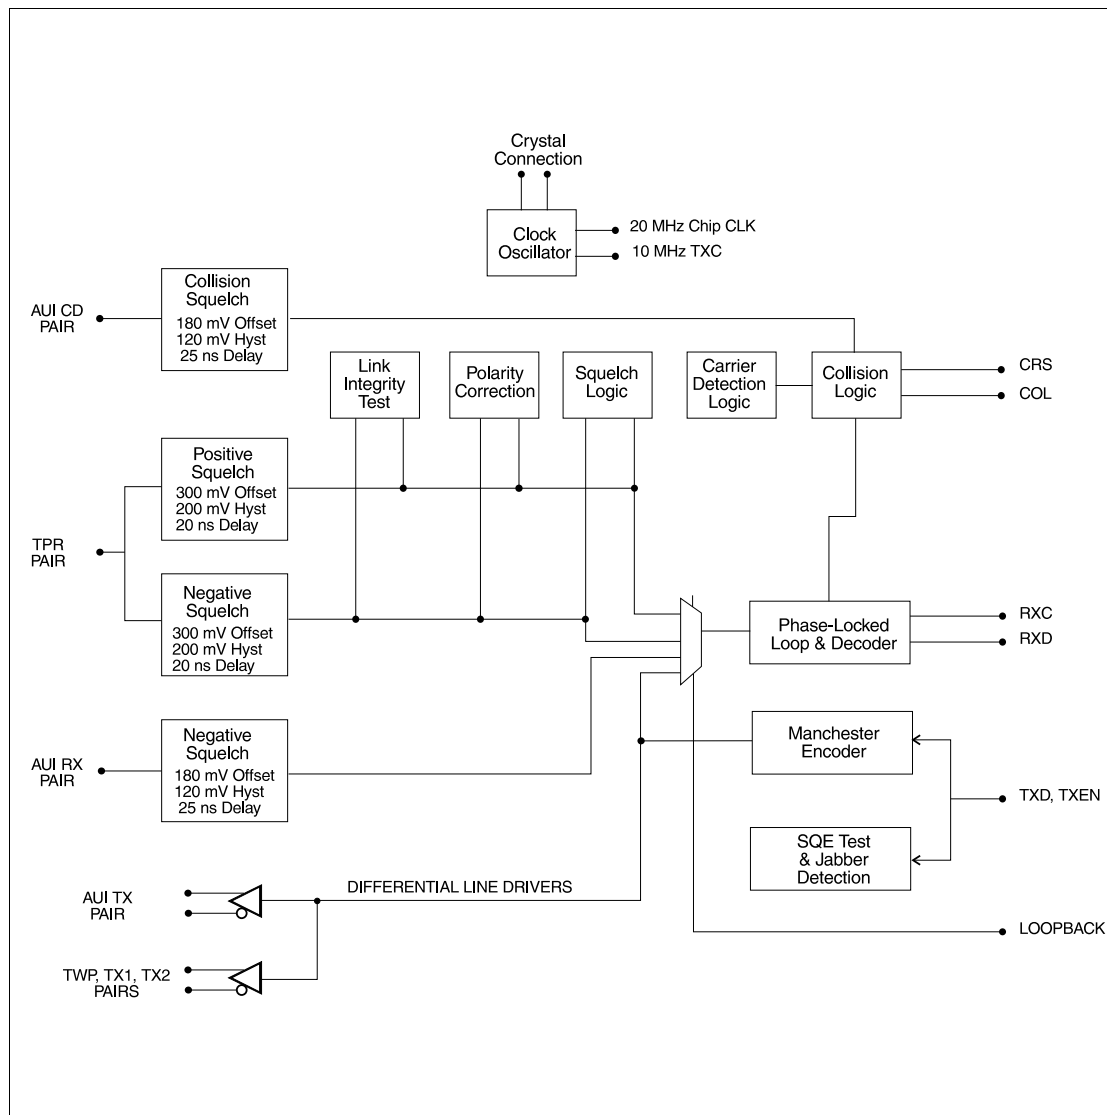 Crystal
Connection
Clock
Oscillator
20 MHz Chip CLK
10 MHz TXC
AUI CD
PAIR
Collision
Squelch
180 mV Offset
120 mV Hyst
25 ns Delay
Link
Integrity
Test
Polarity
Correction
Squelch
Logic
Carrier
Detection
Logic
Collision
Logic
CRS
COL
TPR
PAIR
Positive
Squelch
300 mV Offset
200 mV Hyst
20 ns Delay
Negative
Squelch
300 mV Offset
200 mV Hyst
20 ns Delay
Phase-Locked
Loop & Decoder
RXC
RXD
AUI RX
PAIR
Negative
Squelch
180 mV Offset
120 mV Hyst
25 ns Delay
Manchester
Encoder
TXD, TXEN
SQE Test
& Jabber
Detection
AUI TX
PAIR
DIFFERENTIAL LINE DRIVERS
LOOPBACK
TWP, TX1, TX2
PAIRS